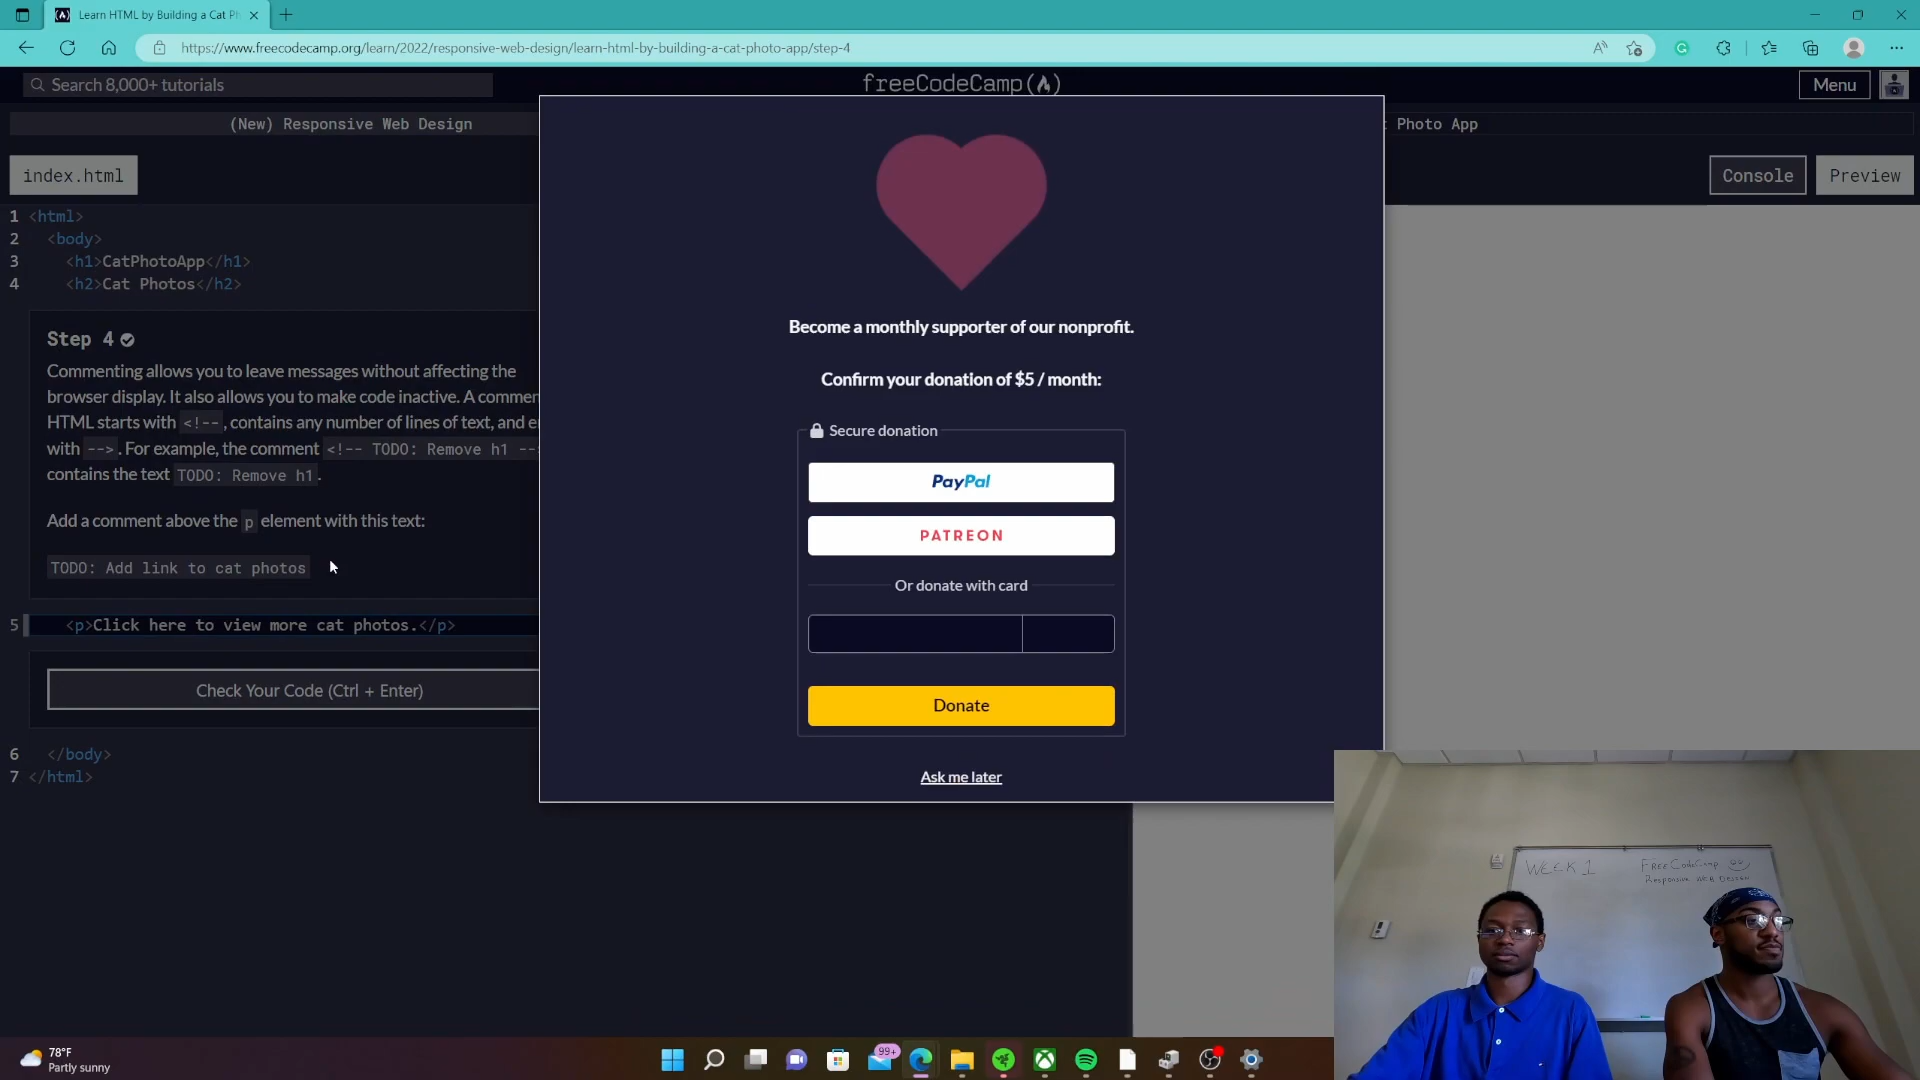 Learn HTML by Building a Cat Ph
https://www.freecodecamp.org/learn/2022/responsive-web-design/learn-html-by-building-a-cat-photo-app/step-4
Search 8,000+ tutorials
freeCodeCamp
Menu
(New) Responsive Web Design
t Photo App
index.html
Console
Preview
1 <html>
2 <body>
3 <h1>CatPhotoApp</h1>
4 <h2>Cat Photos</h2>
Step 4
Commenting allows you to leave messages without affecting the
browser display. It also allows you to make code inactive. A commen
HTML starts with <!--, contains any number of lines of text, and e
with -->. For example, the comment <!-- TODO: Remove h1 --
contains the text TODO: Remove h1.
Add a comment above the p element with this text:
TODO: Add link to cat photos
5 <p>Click here to view more cat photos.</p>
Check Your Code (Ctrl + Enter)
6 </body>
7 </html>
Become a monthly supporter of our nonprofit.
Confirm your donation of $5 / month:
Secure donation
PayPal
PATREON
Or donate with card
Donate
Ask me later
WEEK 1
FreeCodeCamp
Responsive Web Design
78°F
Partly sunny
99+